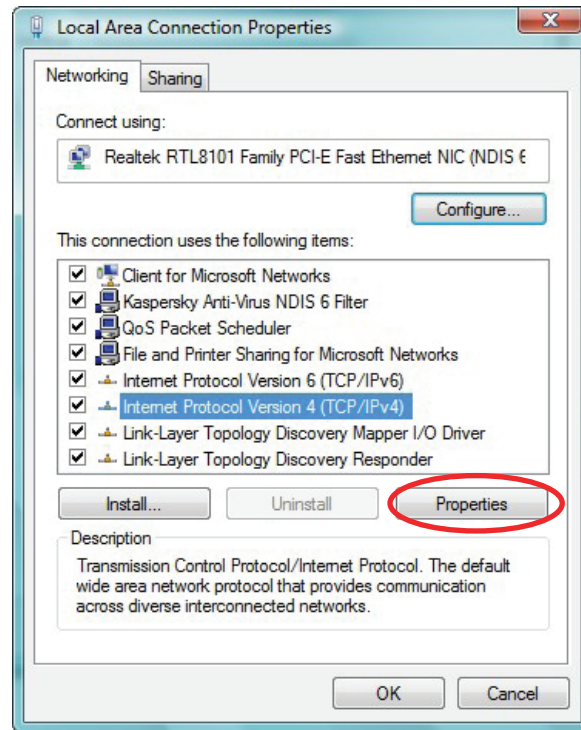 Local Area Connection Properties
Networking
Sharing
Connect using:
Realtek RTL8101 Family PCI-E Fast Ethernet NIC (NDIS 6
Configure...
This connection uses the following items:
Client for Microsoft Networks
Kaspersky Anti-Virus NDIS 6 Filter
QoS Packet Scheduler
File and Printer Sharing for Microsoft Networks
Internet Protocol Version 6 (TCP/IPv6)
Internet Protocol Version 4 (TCP/IPv4)
Link-Layer Topology Discovery Mapper I/O Driver
Link-Layer Topology Discovery Responder
Install...
Uninstall
Properties
Description
Transmission Control Protocol/Internet Protocol. The default
wide area network protocol that provides communication
across diverse interconnected networks.
OK
Cancel